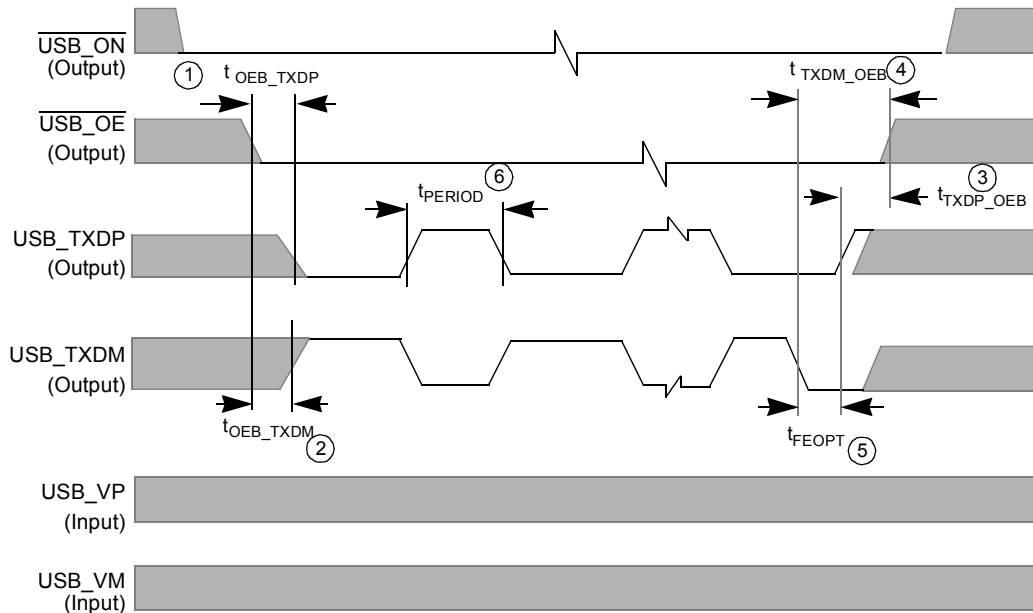 USB_ON
(Output)
1
t OEB_TXDP
t TXDM_OEB
4
USB_OE
(Output)
6
tPERIOD
3
tTXDP_OEB
USB_TXDP
(Output)
USB_TXDM
(Output)
tOEB_TXDM
2
tFEOPT
5
USB_VP
(Input)
USB_VM
(Input)